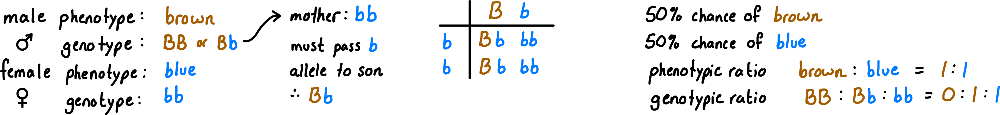 male phenotype: brown
♂ genotype: BB or Bb
female phenotype: blue
♀ genotype: bb
mother: bb
must pass b
allele to son
∴ Bb
B b
b Bb bb
b Bb bb
50% chance of brown
50% chance of blue
phenotypic ratio brown : blue = 1:1
genotypic ratio BB : Bb : bb = 0:1:1